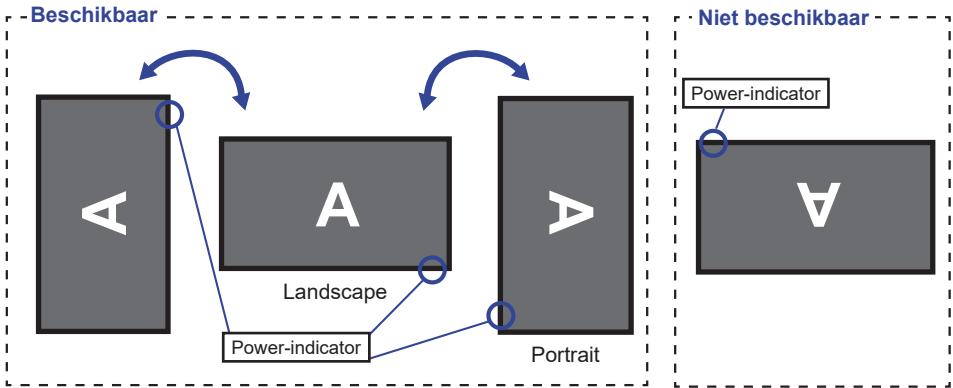 Beschikbaar
Niet beschikbaar
Power-indicator
A
A
A
A
Landscape
Power-indicator
Portrait